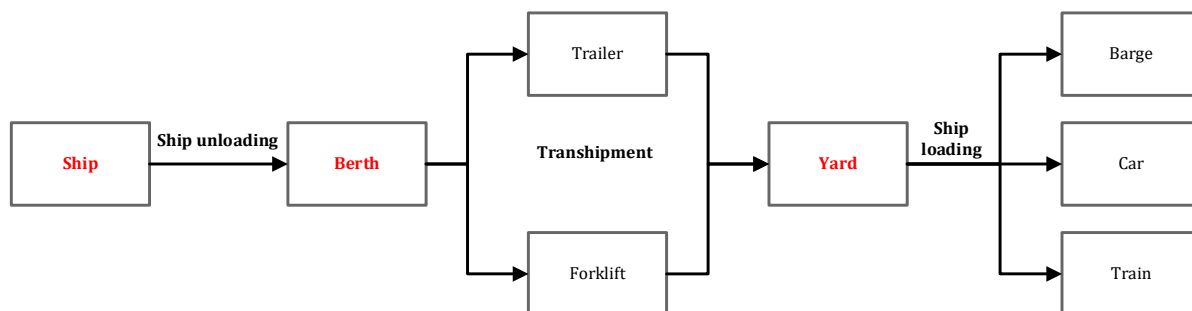 Ship
Ship unloading
Berth
Trailer
Transhipment
Forklift
Yard
Ship
loading
Barge
Car
Train